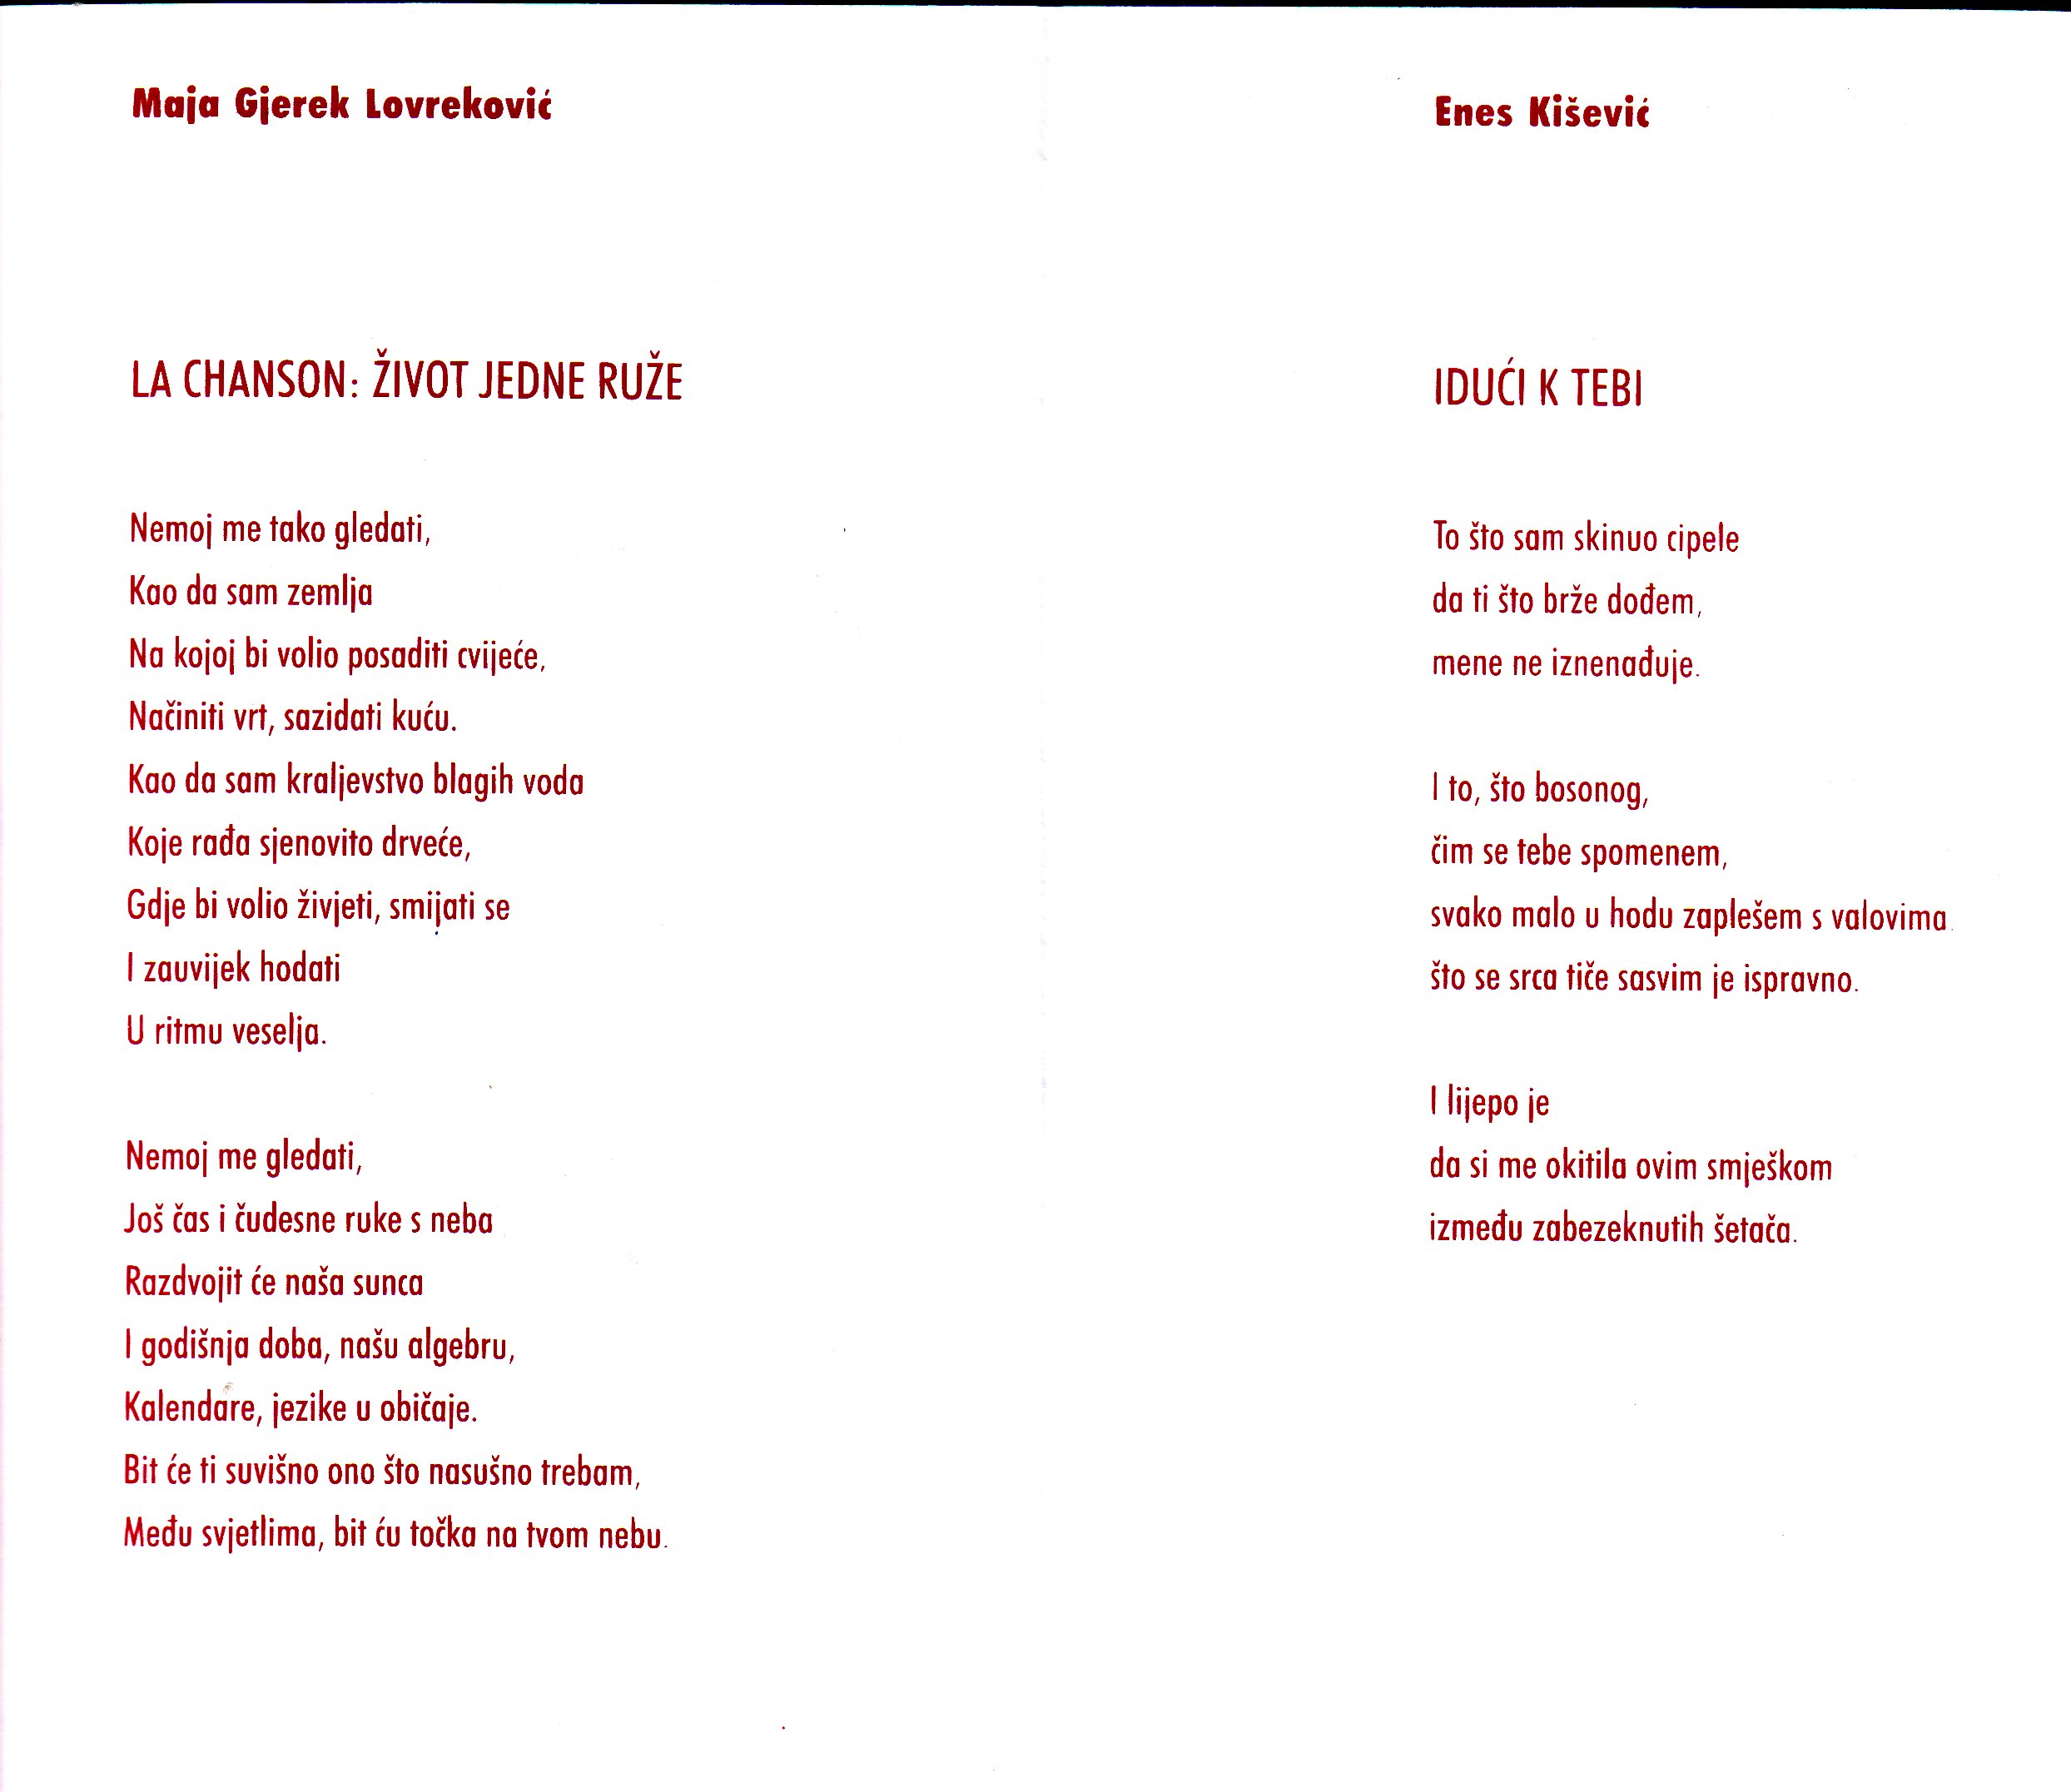 Maja Gjerek Lovreković
LA CHANSON: ŽIVOT JEDNE RUŽE
Nemoj me tako gledati,
Kao da sam zemlja
Na kojoj bi volio posaditi cvijeće,
Načiniti vrt, sazidati kuću.
Kao da sam kraljevstvo blagih voda
Koje rađa sjenovito drveće,
Gdje bi volio živjeti, smijati se
I zauvijek hodati
U ritmu veselja.
Nemoj me gledati,
Još čas i čudesne ruke s neba
Razdvojit će naša sunca
I godišnja doba, našu algebru,
Kalendare, jezike u običaje.
Bit će ti suvišno ono što nasušno trebam,
Među svjetlima, bit ću točka na tvom nebu.
Enes Kišević
IDUĆI K TEBI
To što sam skinuo cipele
da ti što brže dođem,
mene ne iznenađuje.
I to, što bosonog,
čim se tebe spomenem,
svako malo u hodu zaplešem s valovima
što se srca tiče sasvim je ispravno.
I lijepo je
da si me okitila ovim smješkom
između zabezeknutih šetača.